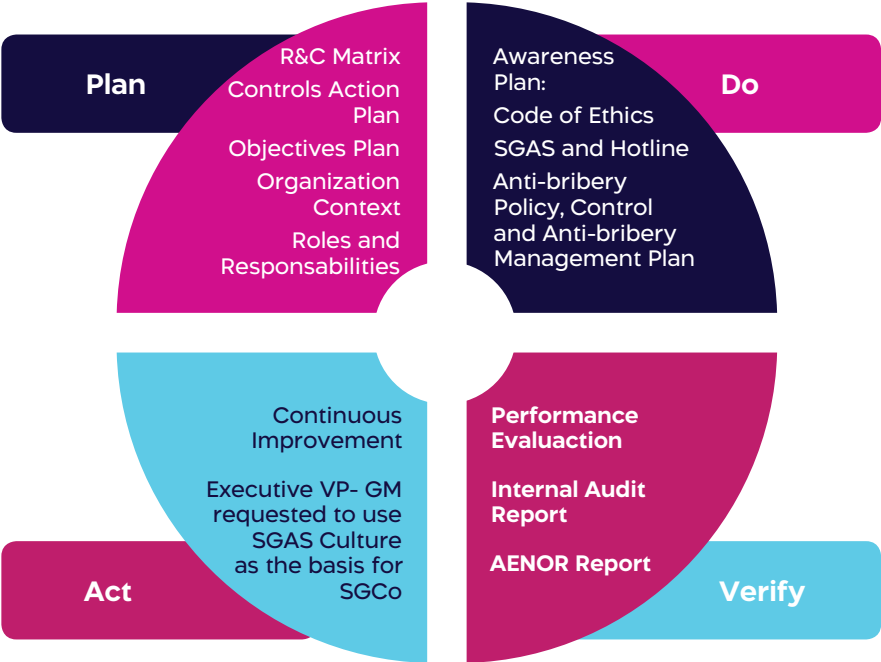 Plan
R&C Matrix
Controls Action
Plan
Objectives Plan
Organization
Context
Roles and
Responsabilities
Do
Awareness
Plan:
Code of Ethics
SGAS and Hotline
Anti-bribery
Policy, Control
and Anti-bribery
Management Plan
Act
Continuous
Improvement
Executive VP- GM
requested to use
SGAS Culture
as the basis for
SGCo
Verify
Performance
Evaluaction
Internal Audit
Report
AENOR Report